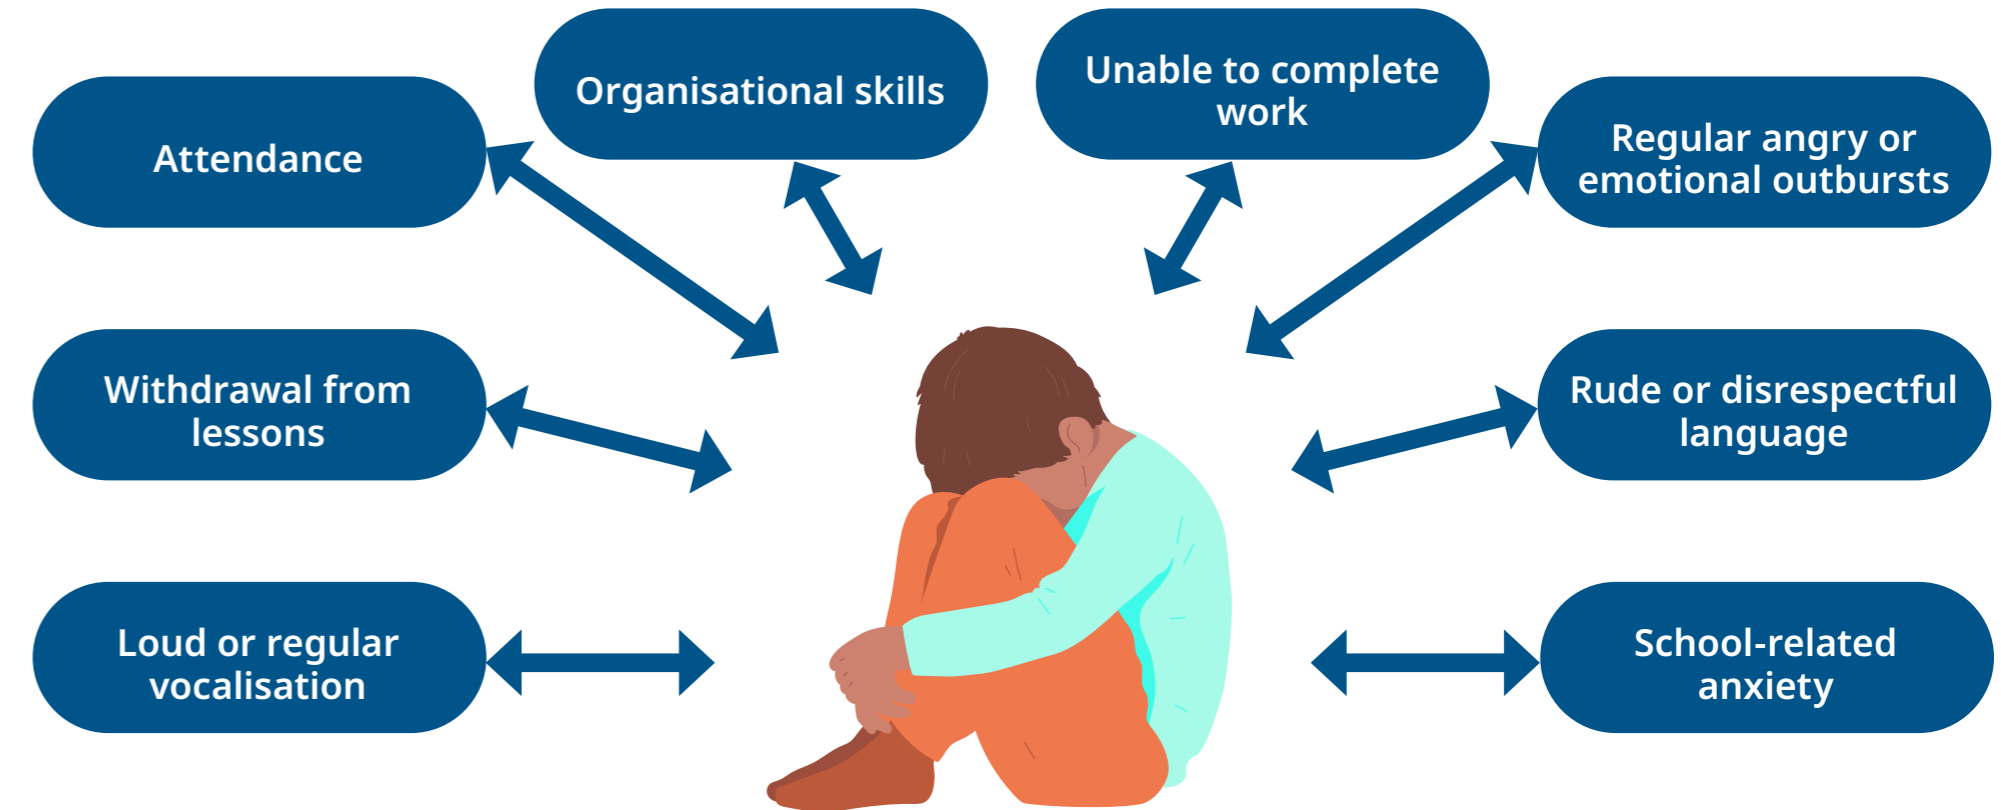 Organisational skills
Unable to complete
work
Attendance
Regular angry or
emotional outbursts
Withdrawal from
lessons
Rude or disrespectful
language
Loud or regular
vocalisation
School-related
anxiety